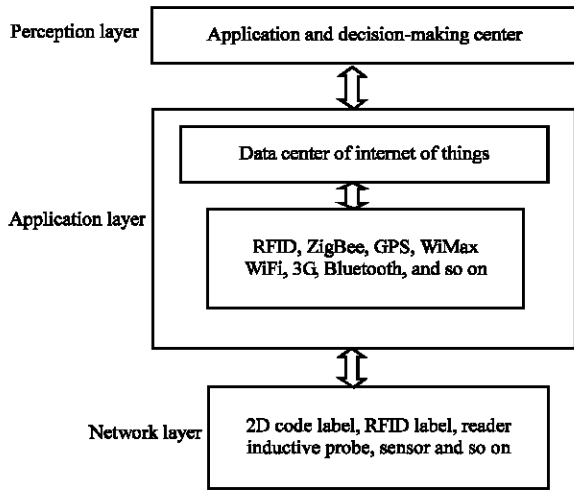 Perception layer
Application and decision-making center
Data center of internet of things
Application layer
RFID, ZigBee, GPS, WiMax
WiFi, 3G, Bluetooth, and so on
Network layer
2D code label, RFID label, reader
inductive probe, sensor and so on